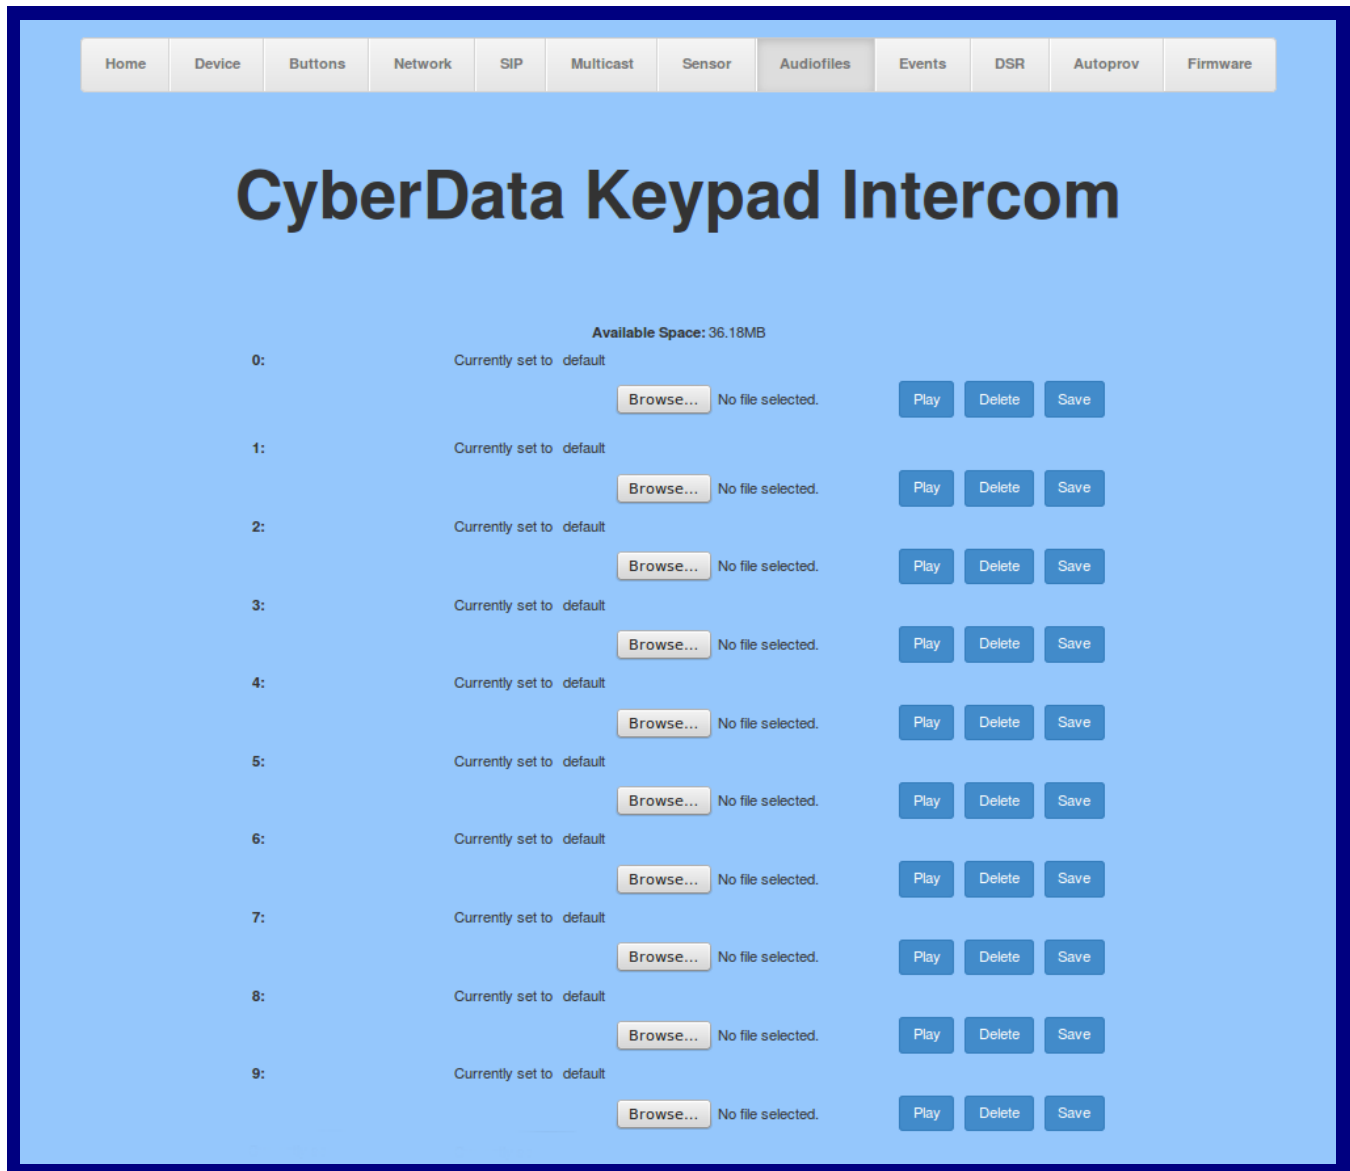 Home Device Buttons Network SIP Multicast Sensor Audiofiles Events DSR Autoprov Firmware
CyberData Keypad Intercom
Available Space: 36.18MB
0: Currently set to default
Browse... No file selected. Play Delete Save
1: Currently set to default
Browse... No file selected. Play Delete Save
2: Currently set to default
Browse... No file selected. Play Delete Save
3: Currently set to default
Browse... No file selected. Play Delete Save
4: Currently set to default
Browse... No file selected. Play Delete Save
5: Currently set to default
Browse... No file selected. Play Delete Save
6: Currently set to default
Browse... No file selected. Play Delete Save
7: Currently set to default
Browse... No file selected. Play Delete Save
8: Currently set to default
Browse... No file selected. Play Delete Save
9: Currently set to default
Browse... No file selected. Play Delete Save